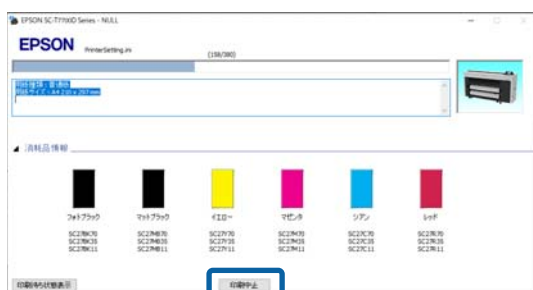 EPSON SC-T7700D Series - NULL
EPSON
PrinterSetting.ini
(158/380)
用紙種類 : 普通紙
用紙サイズ : A4 210 x 297 mm
消耗品情報
フォトブラック
マットブラック
イエロー
マゼンタ
シアン
レッド
SC27BK70
SC27MB70
SC27Y70
SC27M70
SC27C70
SC27R70
SC27BK35
SC27MB35
SC27Y35
SC27M35
SC27C35
SC27R35
SC27BK11
SC27MB11
SC27Y11
SC27M11
SC27C11
SC27R11
印刷待ち状態表示
印刷中止